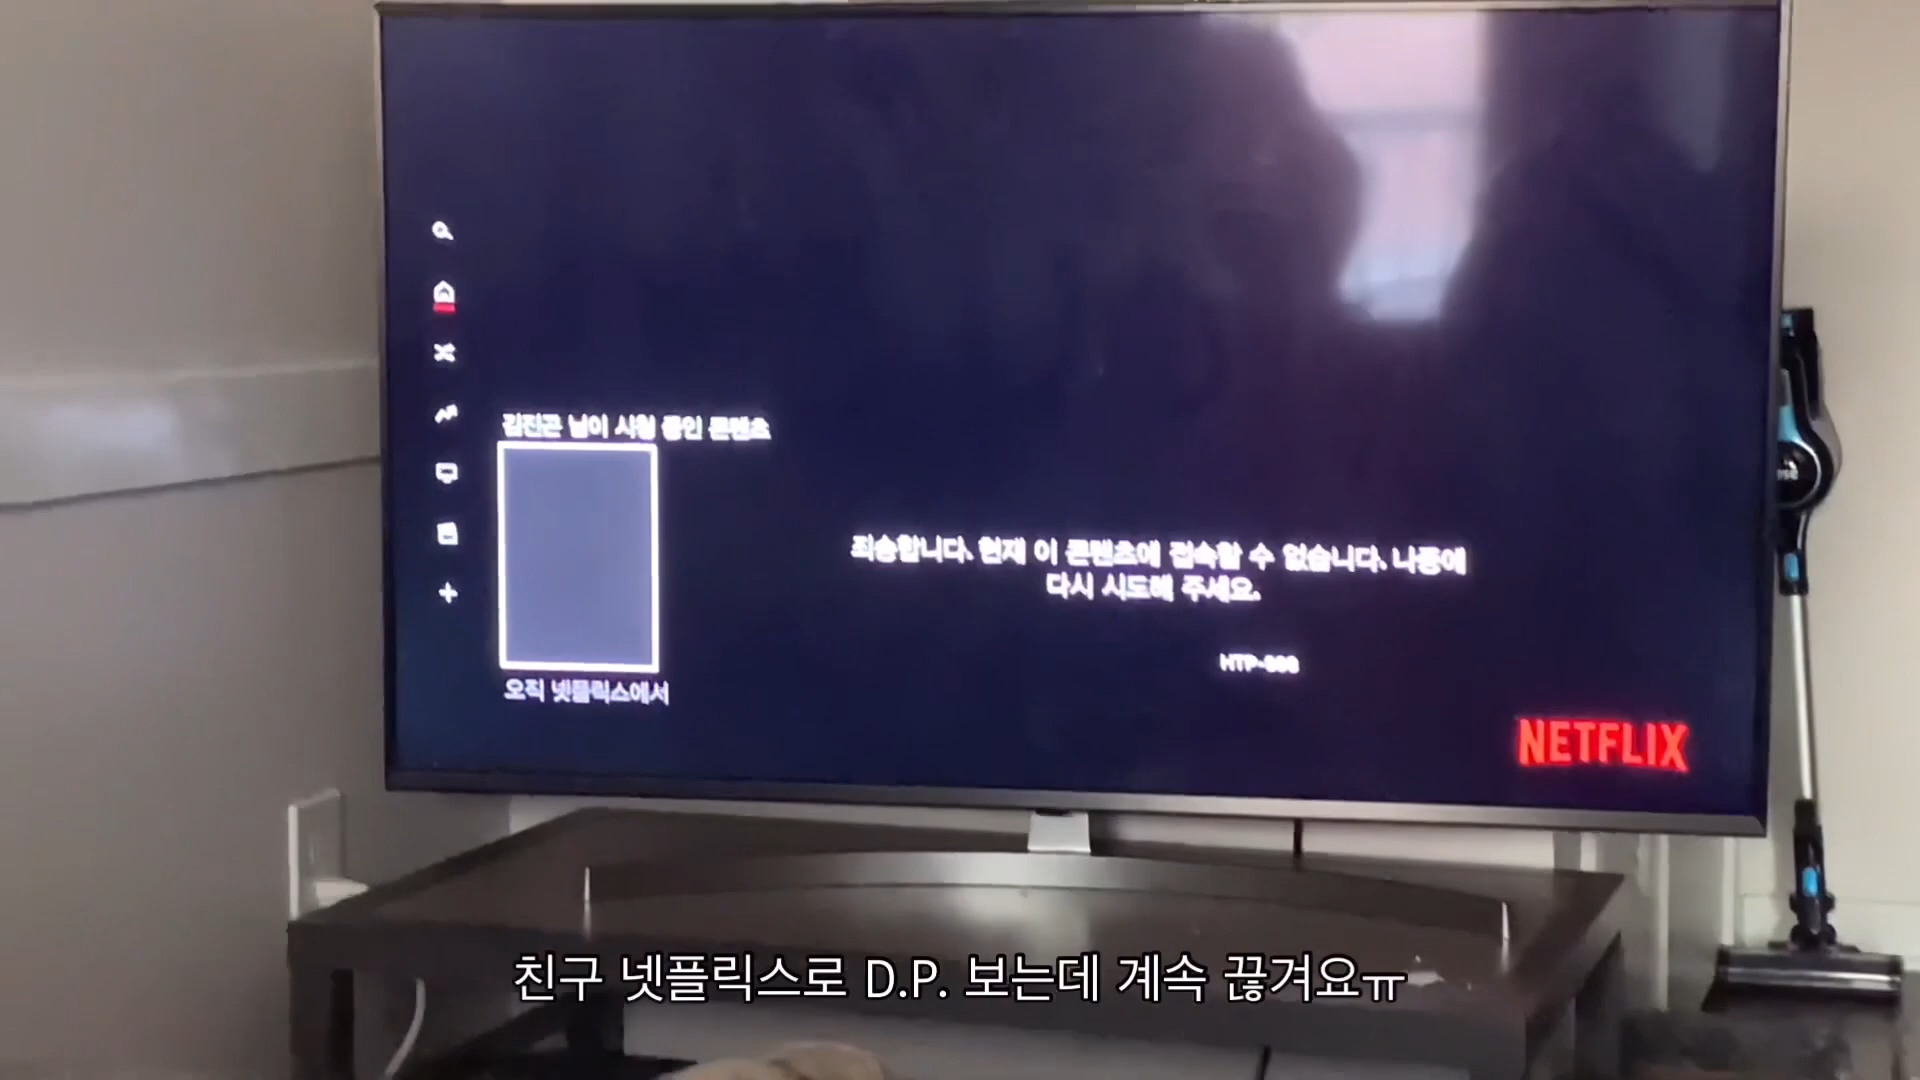 님이 시청 중인 콘텐츠
오직 넷플릭스에서
죄송합니다. 현재 이 콘텐츠에 접속할 수 없습니다. 나중에
다시 시도해 주세요.
NETFLIX
친구 넷플릭스로 D.P. 보는데 계속 끊겨요ㅠ